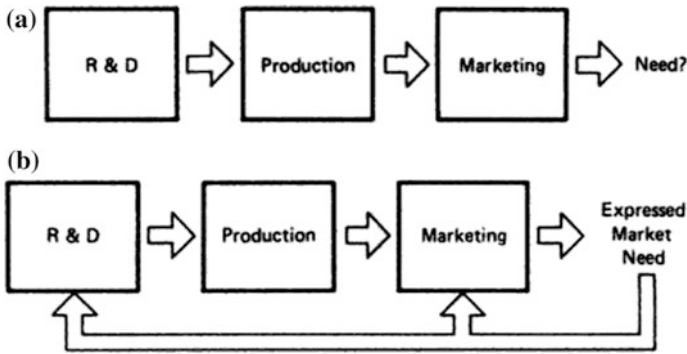 (a)
R & D
Production
Marketing
Need?
(b)
R & D
Production
Marketing
Expressed
Market
Need